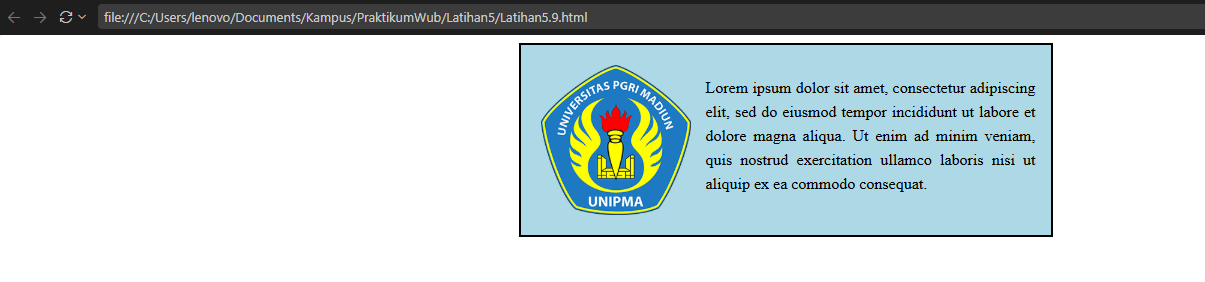 file:///C:/Users/lenovo/Documents/Kampus/PraktikumWub/Latihan5/Latihan5.9.html
UNIVERSITAS PGRI MADIUN
UNIPMA
Lorem ipsum dolor sit amet, consectetur adipiscing
elit, sed do eiusmod tempor incididunt ut labore et
dolore magna aliqua. Ut enim ad minim veniam,
quis nostrud exercitation ullamco laboris nisi ut
aliquip ex ea commodo consequat.